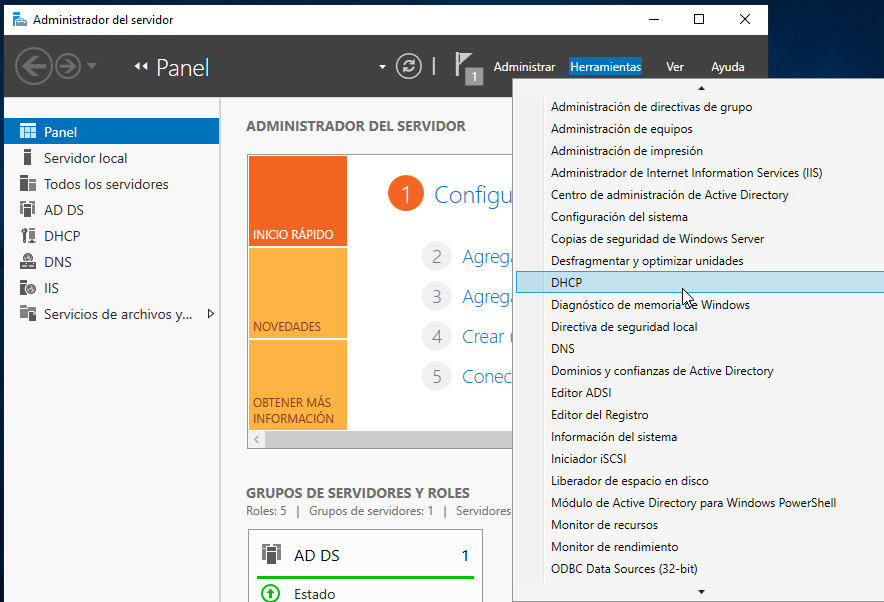 Administrador del servidor
Panel
1
Administrar
Herramientas
Ver
Ayuda
Panel
Servidor local
Todos los servidores
AD DS
DHCP
DNS
IIS
Servicios de archivos y...
ADMINISTRADOR DEL SERVIDOR
INICIO RÁPIDO
NOVEDADES
OBTENER MÁS
INFORMACIÓN
1 Configu
2 Agrega
3 Agrega
4 Crear
5 Conec
GRUPOS DE SERVIDORES Y ROLES
Roles: 5 | Grupos de servidores: 1 | Servidores
AD DS 1
Estado
Administración de directivas de grupo
Administración de equipos
Administración de impresión
Administrador de Internet Information Services (IIS)
Centro de administración de Active Directory
Configuración del sistema
Copias de seguridad de Windows Server
Desfragmentar y optimizar unidades
DHCP
Diagnóstico de memoria de Windows
Directiva de seguridad local
DNS
Dominios y confianzas de Active Directory
Editor ADSI
Editor del Registro
Información del sistema
Iniciador iSCSI
Liberador de espacio en disco
Módulo de Active Directory para Windows PowerShell
Monitor de recursos
Monitor de rendimiento
ODBC Data Sources (32-bit)